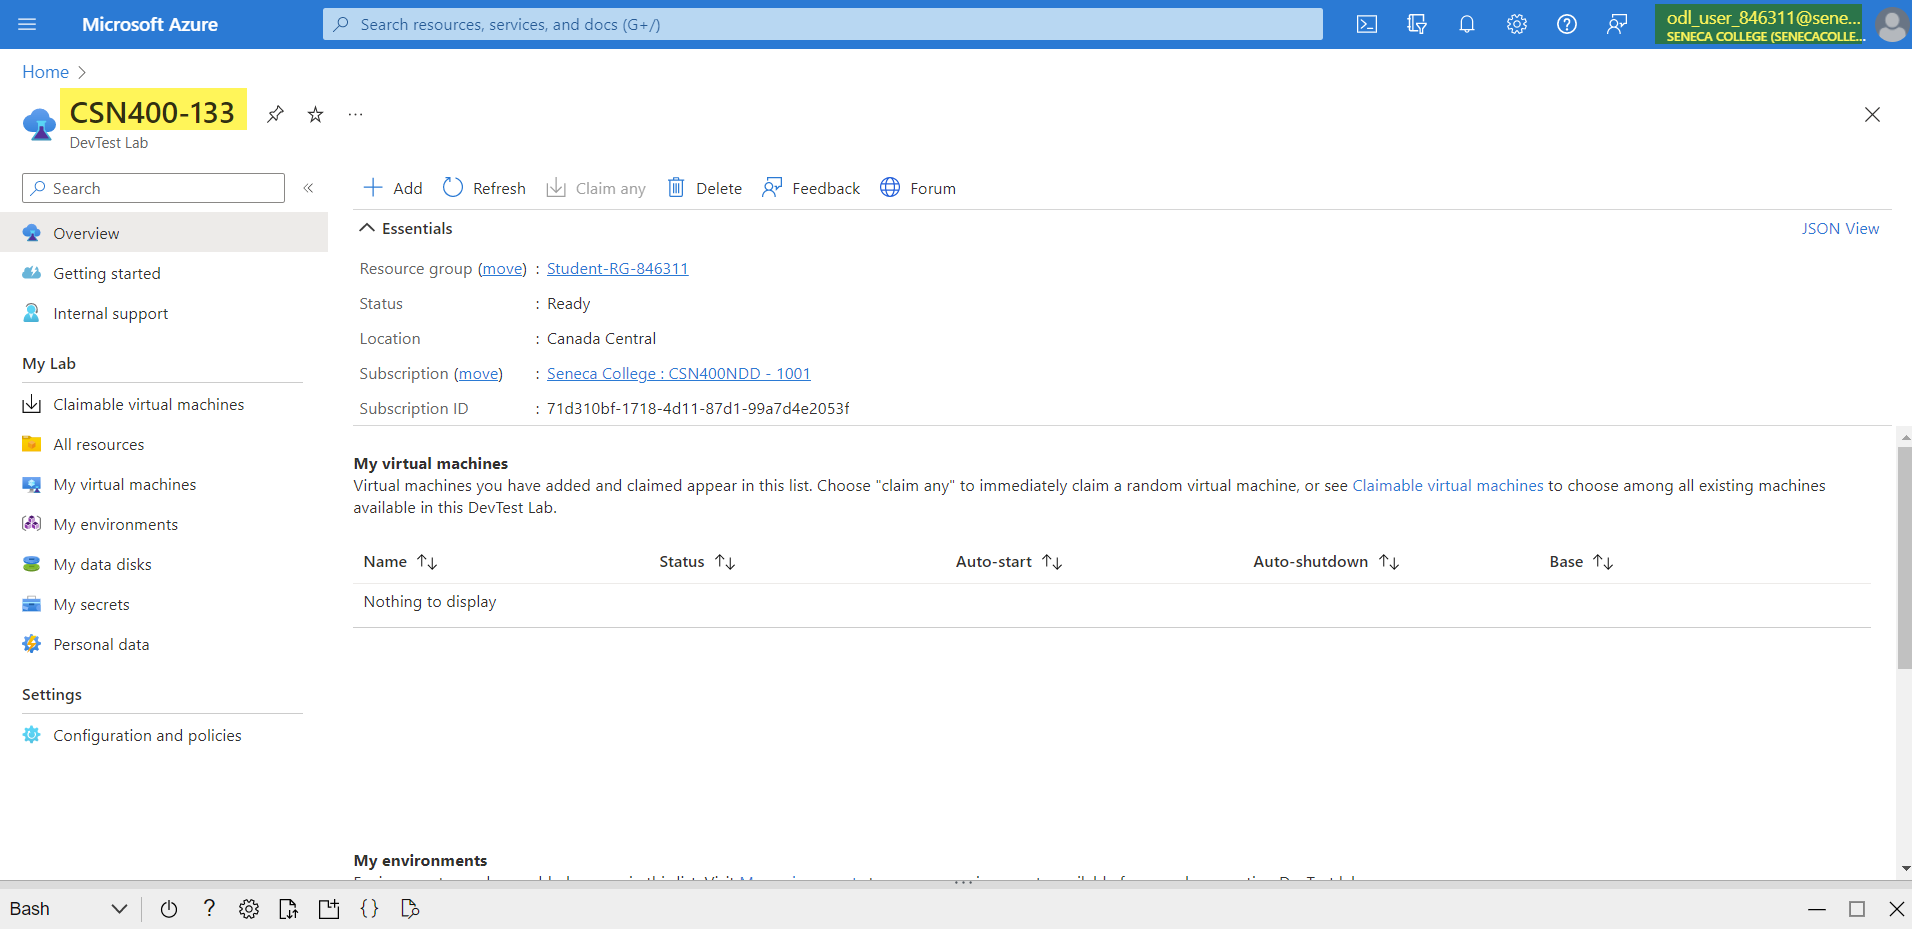 Microsoft Azure
Search resources, services, and docs (G+/)
odl_user_846311@sene...
SENECA COLLEGE (SENECACOLLE...
Home
CSN400-133
DevTest Lab
Search
Add Refresh Claim any Delete Feedback Forum
Overview
Getting started
Internal support
My Lab
Claimable virtual machines
All resources
My virtual machines
My environments
My data disks
My secrets
Personal data
Settings
Configuration and policies
Essentials
JSON View
Resource group (move) : Student-RG-846311
Status : Ready
Location : Canada Central
Subscription (move) : Seneca College : CSN400NDD - 1001
Subscription ID : 71d310bf-1718-4d11-87d1-99a7d4e2053f
My virtual machines
Virtual machines you have added and claimed appear in this list. Choose "claim any" to immediately claim a random virtual machine, or see Claimable virtual machines to choose among all existing machines
available in this DevTest Lab.
Name Status Auto-start Auto-shutdown Base
Nothing to display
My environments
Bash